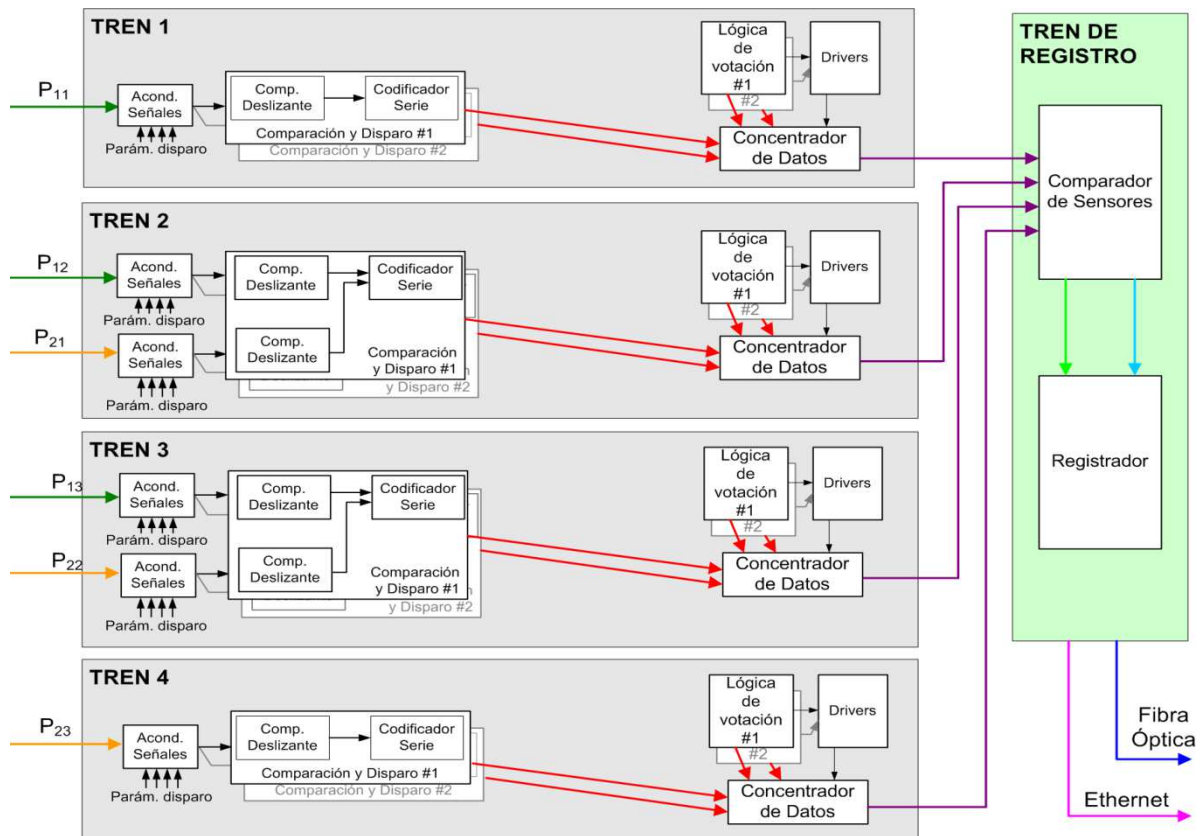 TREN 1
P11
Acond.
Señales
Parám. disparo
Comp.
Deslizante
Codificador
Serie
Comparación y Disparo #1
Comparación y Disparo #2
Lógica
de
votación
#1
#2
Drivers
Concentrador
de Datos
TREN 2
P12
Acond.
Señales
Parám. disparo
P21
Acond.
Señales
Parám. disparo
Comp.
Deslizante
Codificador
Serie
Comp.
Deslizante
Comparación
y Disparo #1
y Disparo #2
Lógica
de
votación
#1
#2
Drivers
Concentrador
de Datos
TREN 3
P13
Acond.
Señales
Parám. disparo
P22
Acond.
Señales
Parám. disparo
Comp.
Deslizante
Codificador
Serie
Comp.
Deslizante
Comparación
y Disparo #1
y Disparo #2
Lógica
de
votación
#1
#2
Drivers
Concentrador
de Datos
TREN 4
P23
Acond.
Señales
Parám. disparo
Comp.
Deslizante
Codificador
Serie
Comparación y Disparo #1
Comparación y Disparo #2
Lógica
de
votación
#1
#2
Drivers
Concentrador
de Datos
TREN DE
REGISTRO
Comparador
de Sensores
Registrador
Fibra
Óptica
Ethernet